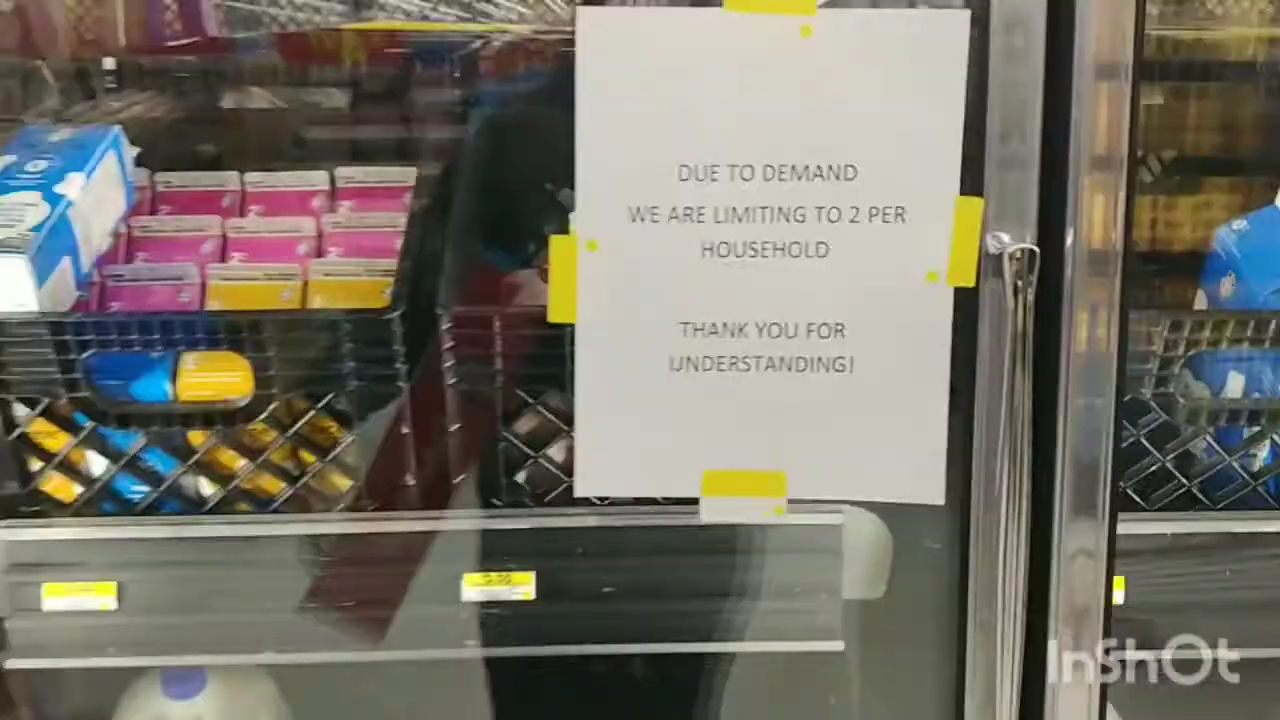 DUE TO DEMAND
WE ARE LIMITING TO 2 PER
HOUSEHOLD
THANK YOU FOR
UNDERSTANDING!
InShOt